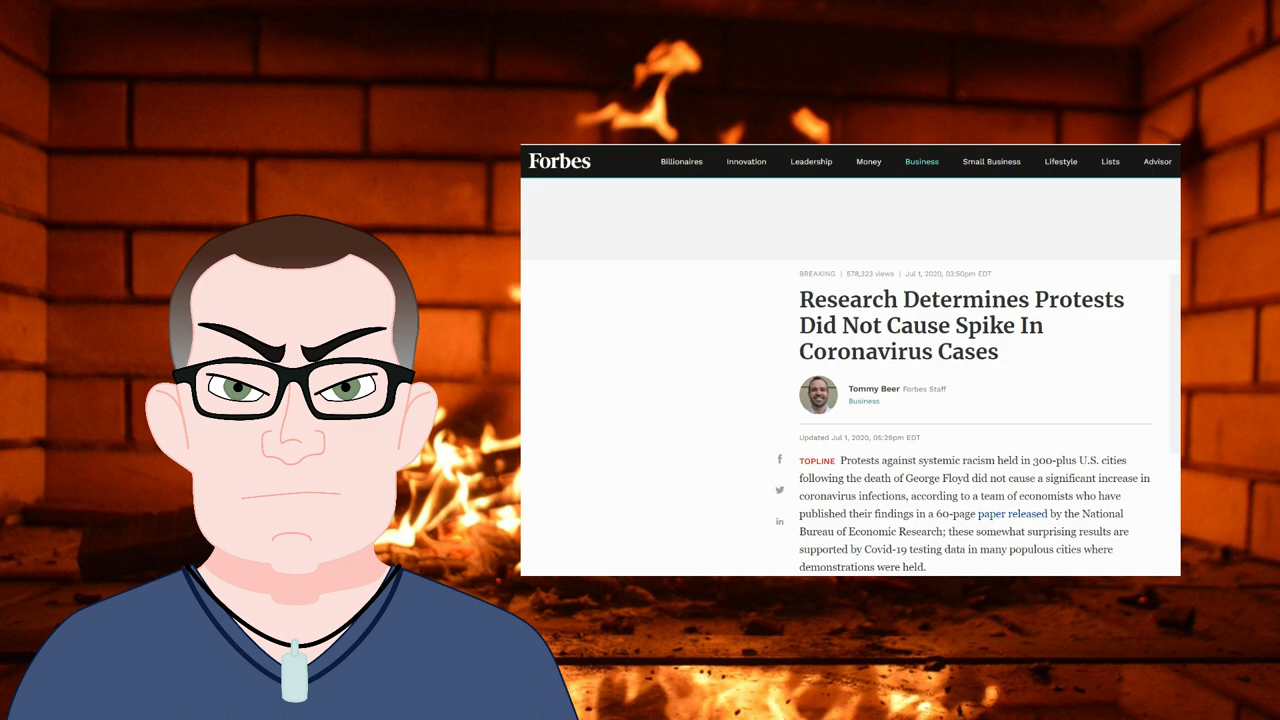 Forbes
Billionaires Innovation Leadership Money Business Small Business Lifestyle Lists Advisor
BREAKING | 578,323 views | Jul 1, 2020, 03:50pm EDT
Research Determines Protests
Did Not Cause Spike In
Coronavirus Cases
Tommy Beer Forbes Staff
Business
Updated Jul 1, 2020, 05:29pm EDT
TOPLINE Protests against systemic racism held in 300-plus U.S. cities
following the death of George Floyd did not cause a significant increase in
coronavirus infections, according to a team of economists who have
published their findings in a 60-page paper released by the National
Bureau of Economic Research; these somewhat surprising results are
supported by Covid-19 testing data in many populous cities where
demonstrations were held.